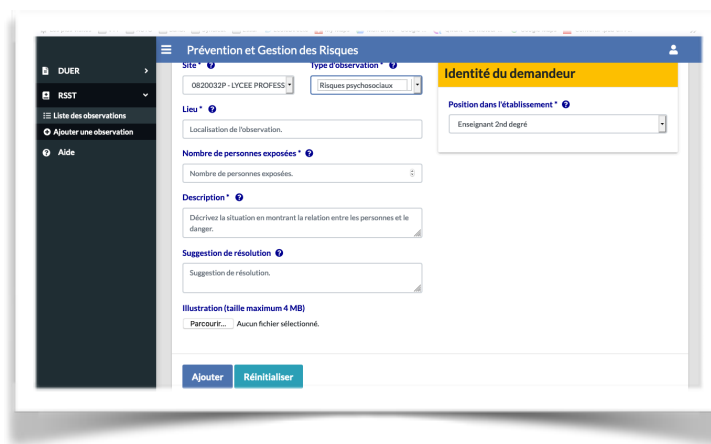 Prévention et Gestion des Risques
DUER
RSST
Liste des observations
Ajouter une observation
Aide
Site *
Type d'observation *
0820032P - LYCEE PROFESS
Risques psychosociaux
Lieu *
Localisation de l'observation.
Nombre de personnes exposées *
Nombre de personnes exposées.
Description *
Décrivez la situation en montrant la relation entre les personnes et le
danger.
Suggestion de résolution
Suggestion de résolution.
Illustration (taille maximum 4 MB)
Parcourir... Aucun fichier sélectionné.
Ajouter
Réinitialiser
Identité du demandeur
Position dans l'établissement *
Enseignant 2nd degré